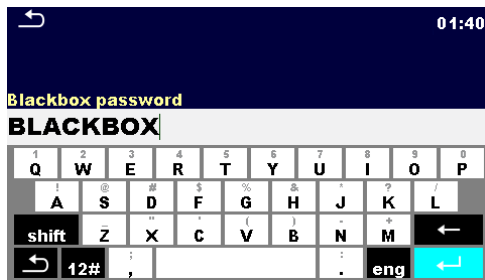 01:40
Blackbox password
BLACKBOX
1 2 3 4 5 6 7 8 9 0
Q W E R T Y U I O P
! @ # $ % & * ? /
A S D F G H J K L
_ " ' ( ) - +
shift Z X C V B N M ←
; :
12# , . eng